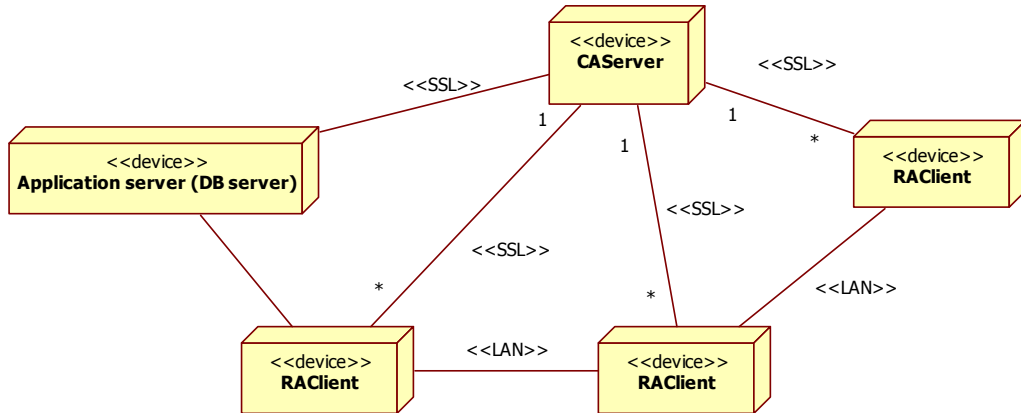 <<device>>
CAServer
<<SSL>>
<<SSL>>
1
1
1
*
<<device>>
Application server (DB server)
<<device>>
RAClient
<<SSL>>
<<SSL>>
*
*
<<LAN>>
<<device>>
RAClient
<<LAN>>
<<device>>
RAClient